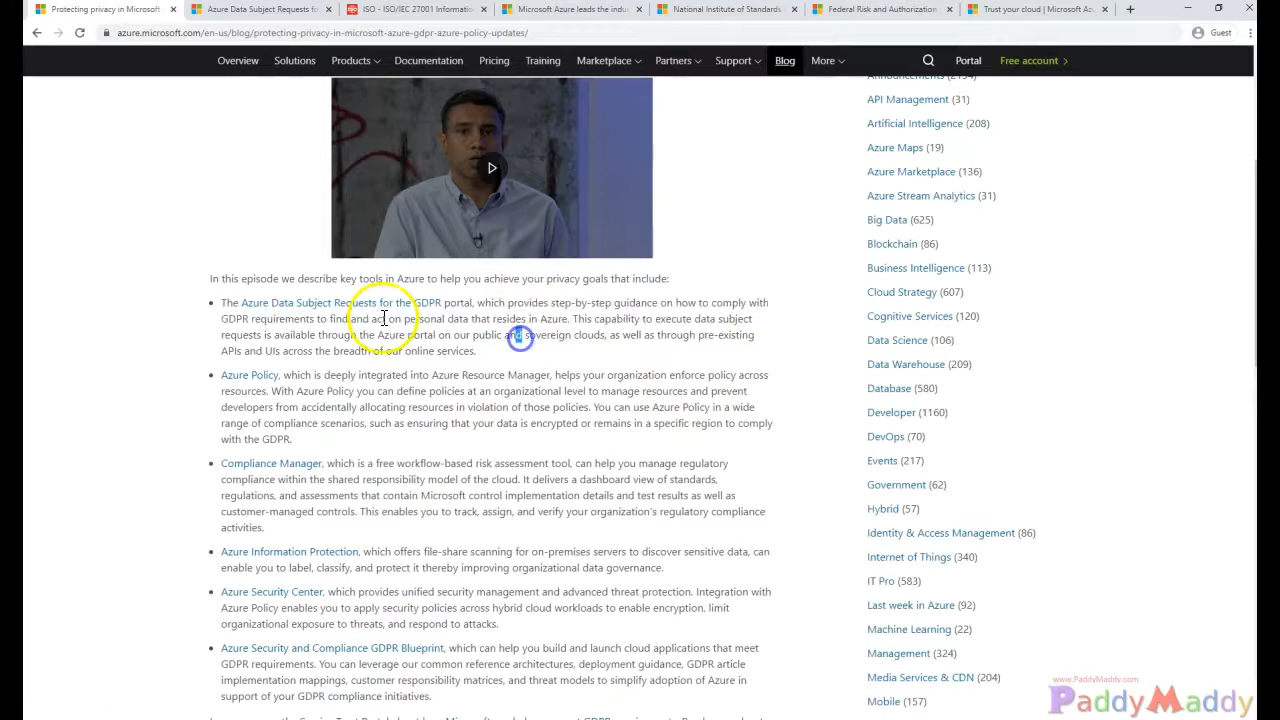 Protecting privacy in Microsoft
Azure Data Subject Requests for
ISO - ISO/IEC 27001 Information
Microsoft Azure leads the indu
National Institute of Standards
Federal Risk and Authorization
Trust your cloud | Microsoft Az
azure.microsoft.com/en-us/blog/protecting-privacy-in-microsoft-azure-gdpr-azure-policy-updates/
Guest
Overview
Solutions
Products
Documentation
Pricing
Training
Marketplace
Partners
Support
Blog
More
Portal
Free account
In this episode we describe key tools in Azure to help you achieve your privacy goals that include:
The Azure Data Subject Requests for the GDPR portal, which provides step-by-step guidance on how to comply with
GDPR requirements to find and act on personal data that resides in Azure. This capability to execute data subject
requests is available through the Azure portal on our public and sovereign clouds, as well as through pre-existing
APIs and UIs across the breadth of our online services.
Azure Policy, which is deeply integrated into Azure Resource Manager, helps your organization enforce policy across
resources. With Azure Policy you can define policies at an organizational level to manage resources and prevent
developers from accidentally allocating resources in violation of those policies. You can use Azure Policy in a wide
range of compliance scenarios, such as ensuring that your data is encrypted or remains in a specific region to comply
with the GDPR.
Compliance Manager, which is a free workflow-based risk assessment tool, can help you manage regulatory
compliance within the shared responsibility model of the cloud. It delivers a dashboard view of standards,
regulations, and assessments that contain Microsoft control implementation details and test results as well as
customer-managed controls. This enables you to track, assign, and verify your organization's regulatory compliance
activities.
Azure Information Protection, which offers file-share scanning for on-premises servers to discover sensitive data, can
enable you to label, classify, and protect it thereby improving organizational data governance.
Azure Security Center, which provides unified security management and advanced threat protection. Integration with
Azure Policy enables you to apply security policies across hybrid cloud workloads to enable encryption, limit
organizational exposure to threats, and respond to attacks.
Azure Security and Compliance GDPR Blueprint, which can help you build and launch cloud applications that meet
GDPR requirements. You can leverage our common reference architectures, deployment guidance, GDPR article
implementation mappings, customer responsibility matrices, and threat models to simplify adoption of Azure in
support of your GDPR compliance initiatives.
API Management (31)
Artificial Intelligence (208)
Azure Maps (19)
Azure Marketplace (136)
Azure Stream Analytics (31)
Big Data (625)
Blockchain (86)
Business Intelligence (113)
Cloud Strategy (607)
Cognitive Services (120)
Data Science (106)
Data Warehouse (209)
Database (580)
Developer (1160)
DevOps (70)
Events (217)
Government (62)
Hybrid (57)
Identity & Access Management (86)
Internet of Things (340)
IT Pro (583)
Last week in Azure (92)
Machine Learning (22)
Management (324)
Media Services & CDN (204)
Mobile (157)
www.PaddyMaddy.com
PaddyMaddy